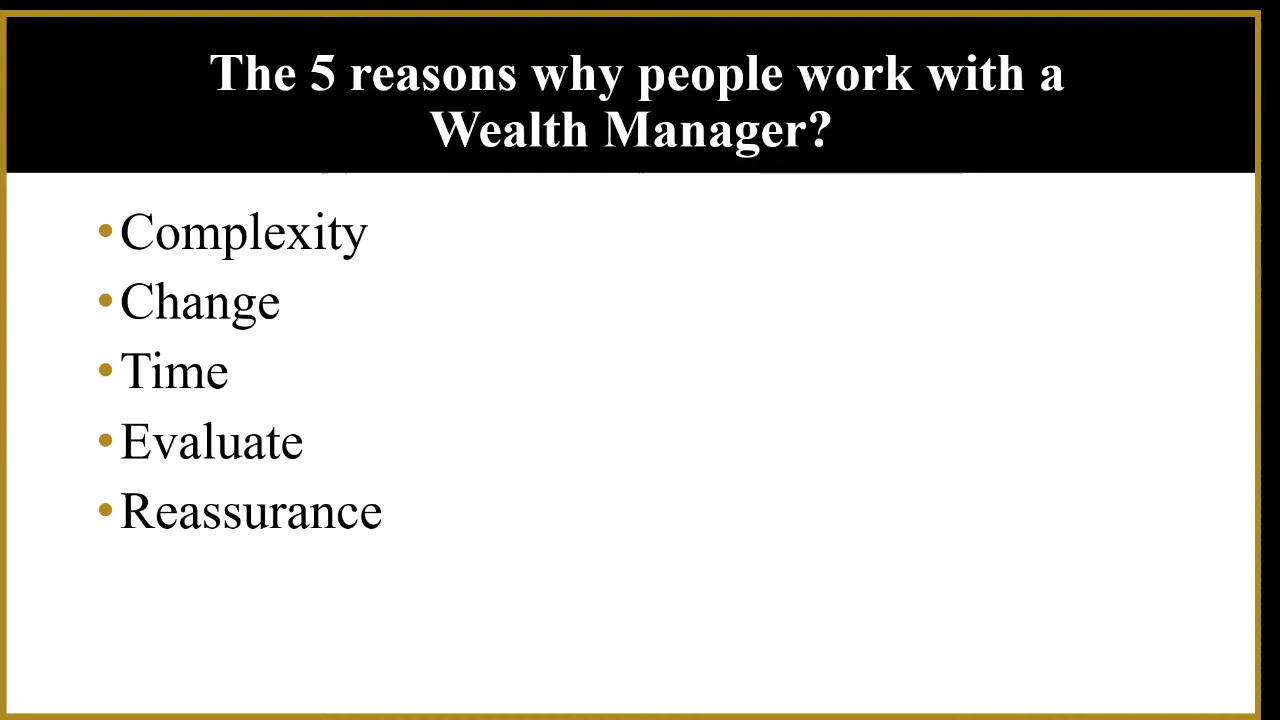 The 5 reasons why people work with a
Wealth Manager?
•Complexity
•Change
•Time
•Evaluate
•Reassurance